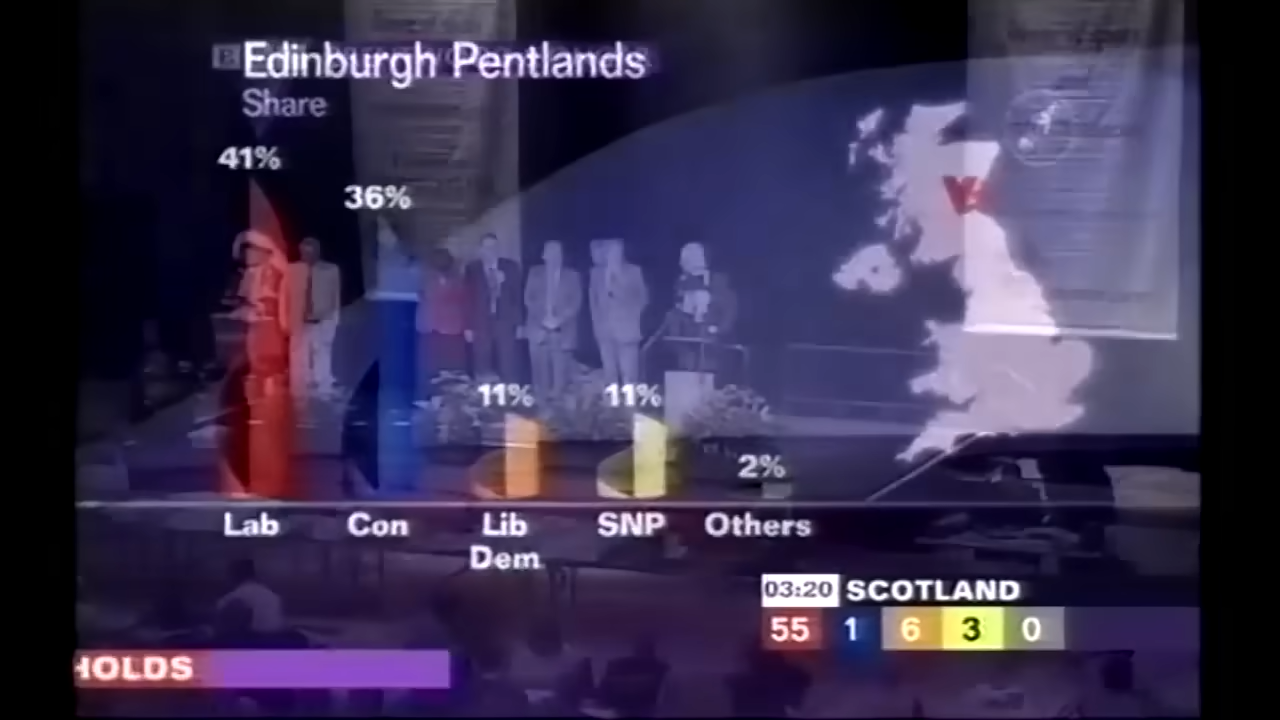 Edinburgh Pentlands
Share
41%
36%
11%
11%
2%
Lab
Con
Lib
Dem
SNP
Others
03:20 SCOTLAND
55 1 6 3 0
HOLDS